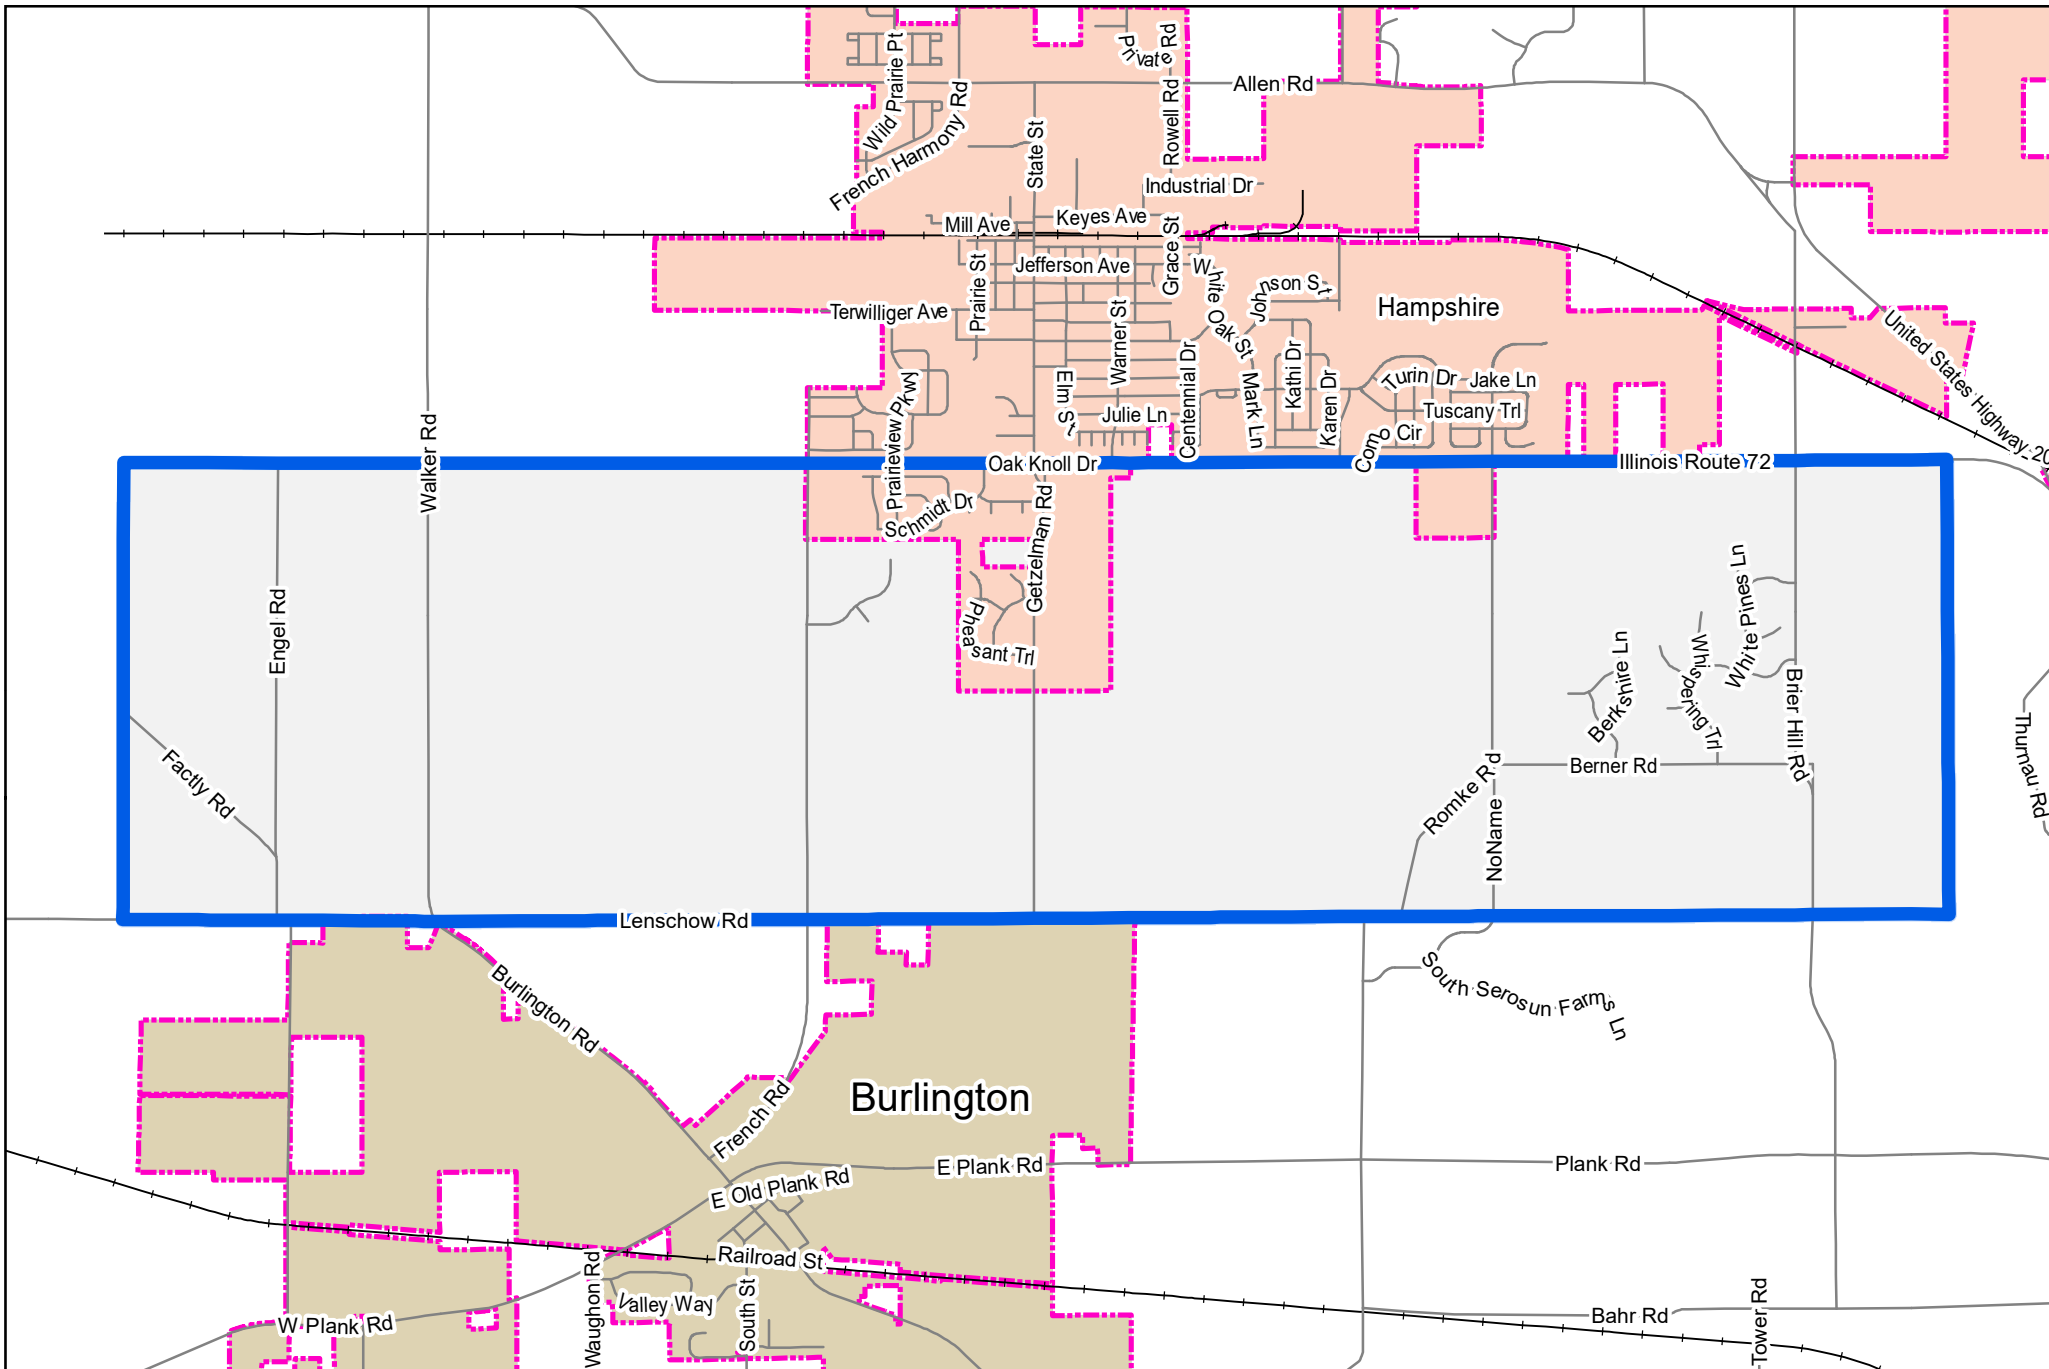 Wild Prairie Pt
Private Rd
Allen Rd
French Harmony Rd
State St
Rowell Rd
Industrial Dr
Mill Ave
Keyes Ave
Grace St
Jefferson Ave
Prairie St
White Oak St
Johnson St
Hampshire
Terwilliger Ave
Warner St
United States Highway 20
Centennial Dr
Kathi Dr
Karen Dr
Mark Ln
Turin Dr
Jake Ln
Elm St
Julie Ln
Tuscany Trl
Como Cir
Prairieview Pkwy
Walker Rd
Oak Knoll Dr
Illinois Route 72
Schmidt Dr
Getzelman Rd
Engel Rd
Pheasant Trl
White Pines Ln
Whispering Trl
Berkshire Ln
Brier Hill Rd
Thurnau Rd
Factly Rd
Berner Rd
Romke Rd
NoName
Lenschow Rd
Burlington Rd
South Serosun Farms Ln
Burlington
French Rd
E Plank Rd
Plank Rd
E Old Plank Rd
Railroad St
Waughon Rd
Valley Way
South St
W Plank Rd
Bahr Rd
Tower Rd